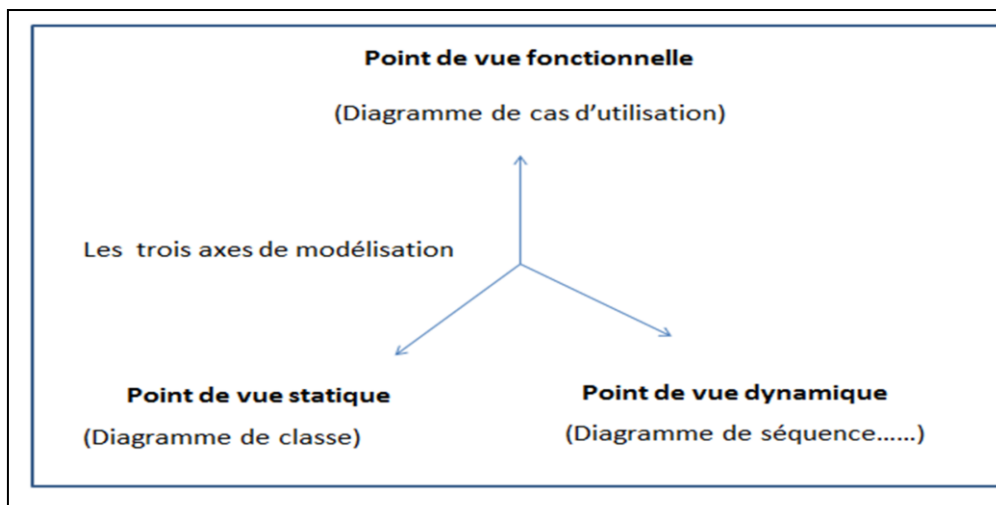 Point de vue fonctionnelle
(Diagramme de cas d’utilisation)
Les trois axes de modélisation
Point de vue statique
(Diagramme de classe)
Point de vue dynamique
(Diagramme de séquence……)